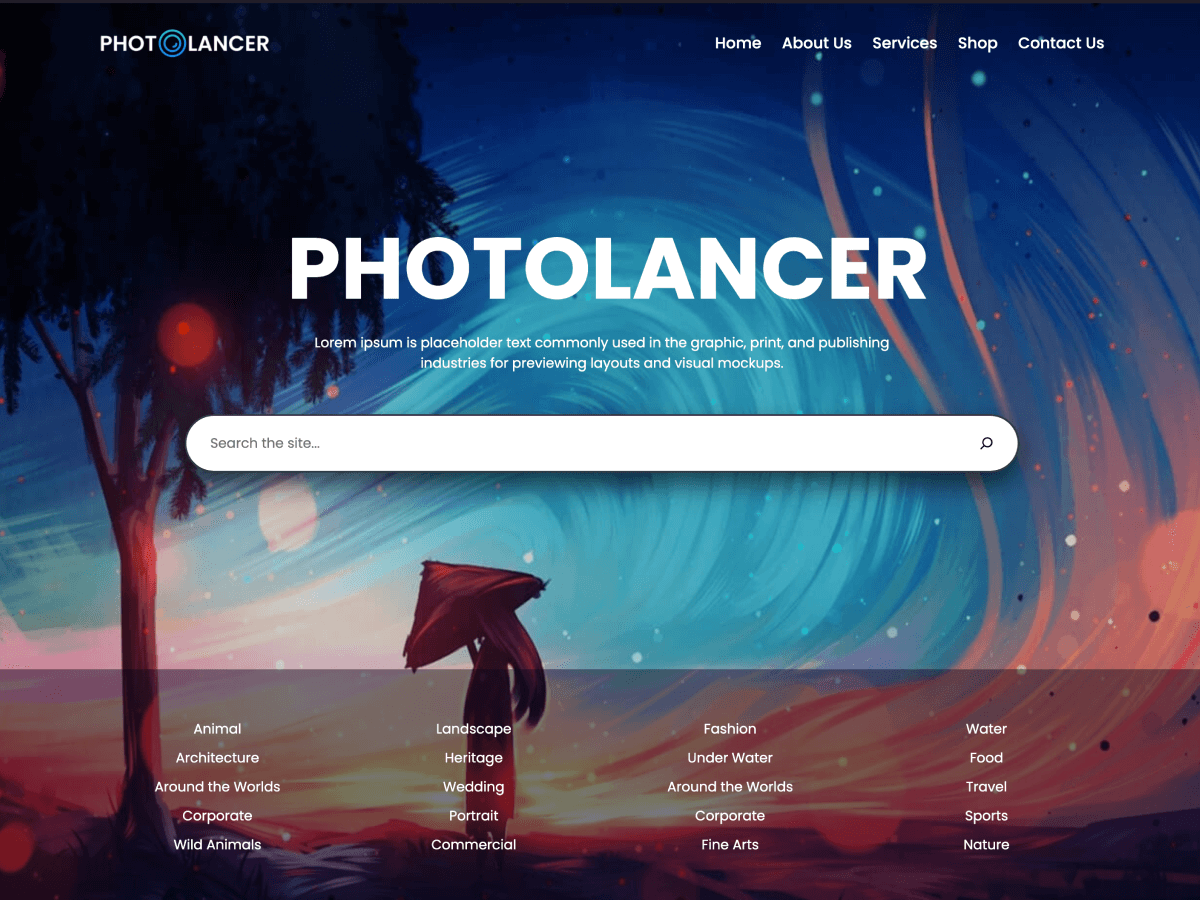 PHOTOLANCER
Home About Us Services Shop Contact Us
PHOTOLANCER
Lorem ipsum is placeholder text commonly used in the graphic, print, and publishing
industries for previewing layouts and visual mockups.
Search the site...
Animal
Architecture
Around the Worlds
Corporate
Wild Animals
Landscape
Heritage
Wedding
Portrait
Commercial
Fashion
Under Water
Around the Worlds
Corporate
Fine Arts
Water
Food
Travel
Sports
Nature